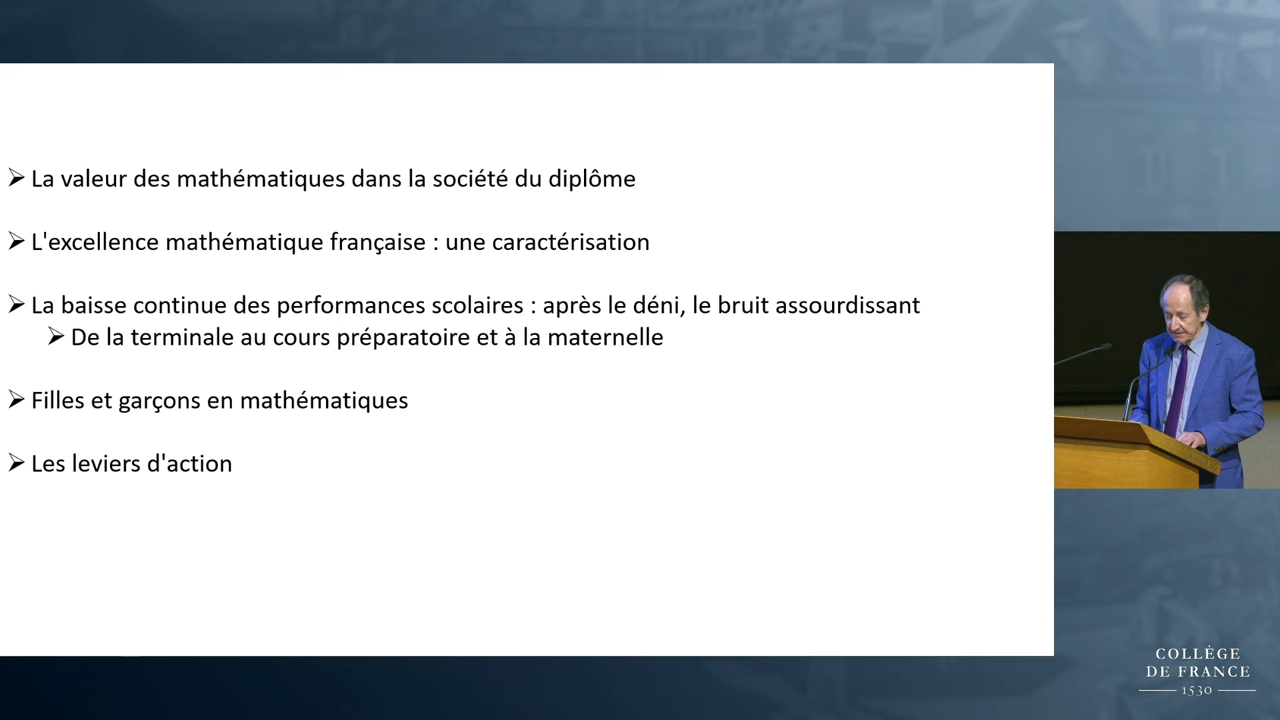 ➢ La valeur des mathématiques dans la société du diplôme
➢ L'excellence mathématique française : une caractérisation
➢ La baisse continue des performances scolaires : après le déni, le bruit assourdissant
➢ De la terminale au cours préparatoire et à la maternelle
➢ Filles et garçons en mathématiques
➢ Les leviers d'action
COLLÈGE
DE FRANCE
1530